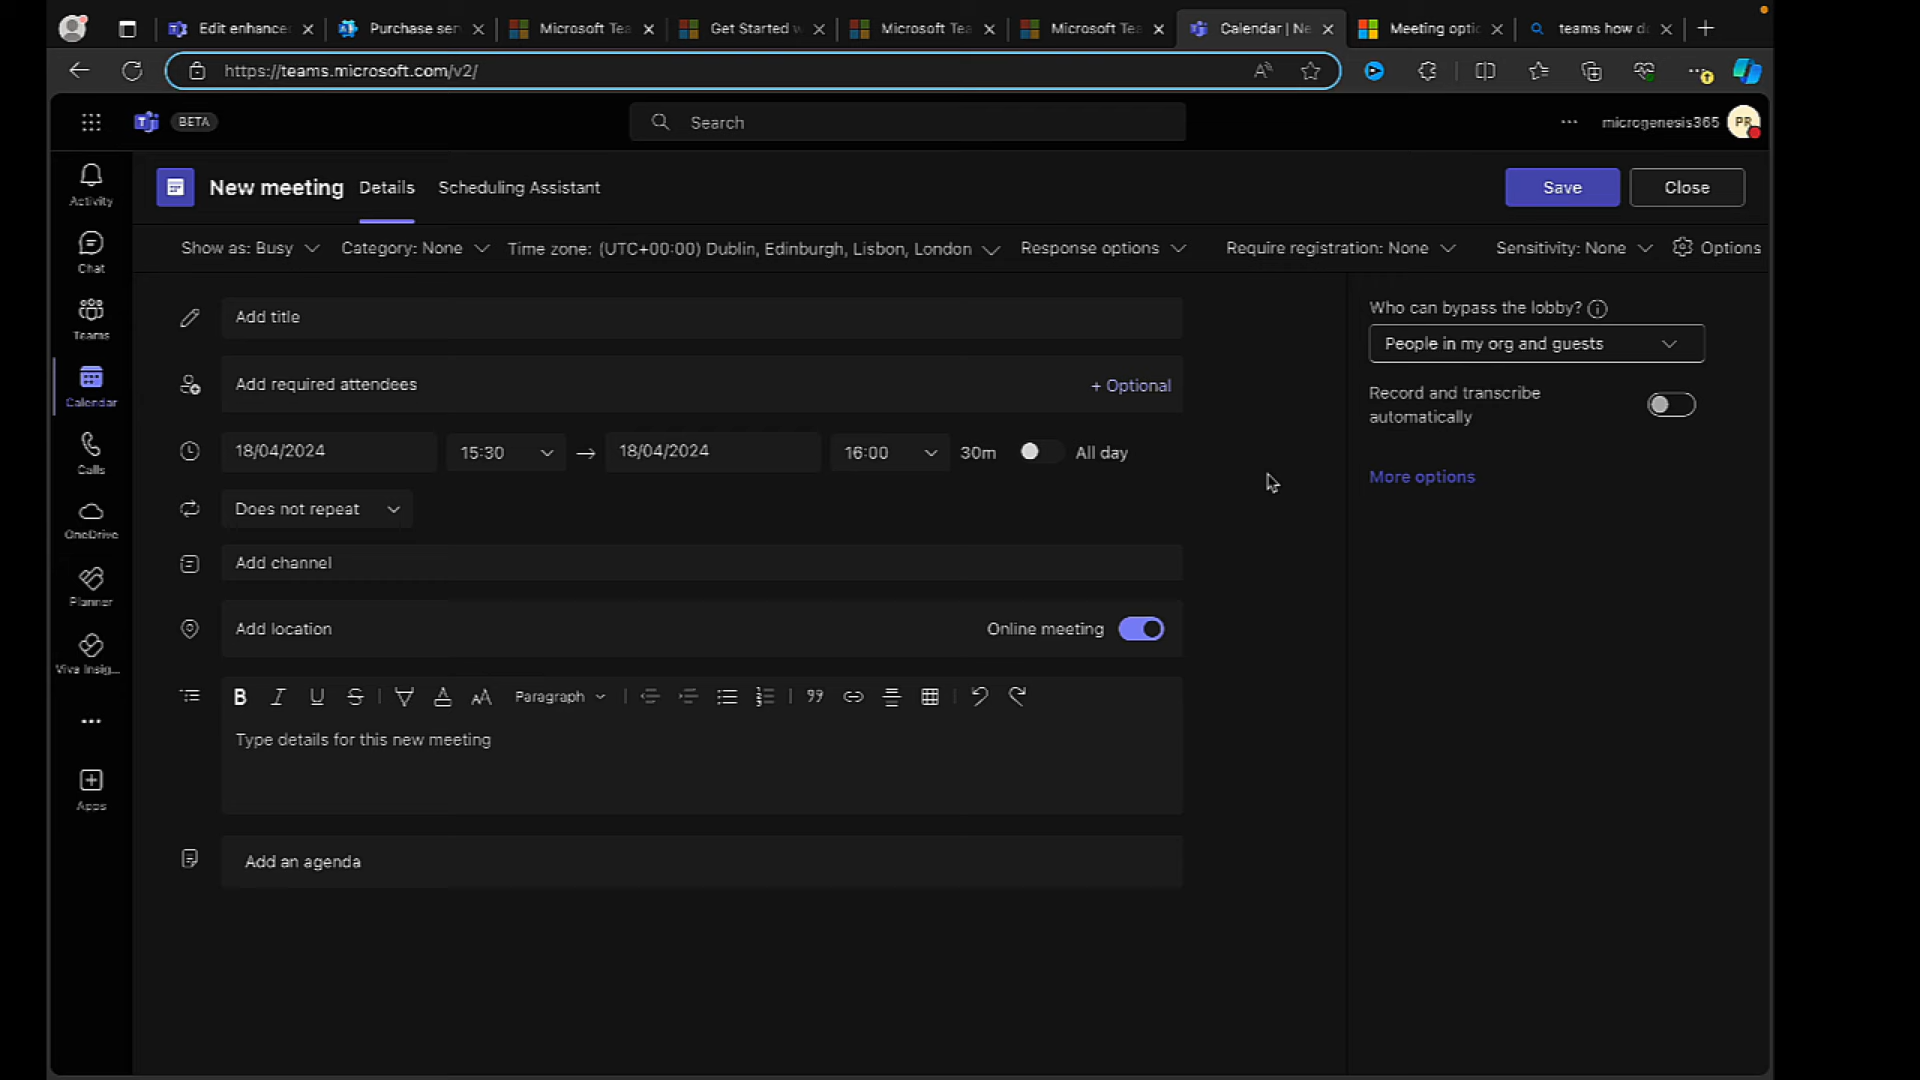 Edit enhance
Purchase ser
Microsoft Tea
Get Started w
Microsoft Tea
Microsoft Tea
Calendar | Ne
Meeting optic
teams how d
https://teams.microsoft.com/v2/
BETA
Search
microgenesis365
PR
Activity
Chat
Teams
Calendar
Calls
OneDrive
Planner
Viva Insig...
Apps
New meeting
Details
Scheduling Assistant
Save
Close
Show as: Busy
Category: None
Time zone: (UTC+00:00) Dublin, Edinburgh, Lisbon, London
Response options
Require registration: None
Sensitivity: None
Options
Add title
Add required attendees
+ Optional
18/04/2024
15:30
18/04/2024
16:00
30m
All day
Does not repeat
Add channel
Add location
Online meeting
Paragraph
Type details for this new meeting
Add an agenda
Who can bypass the lobby?
People in my org and guests
Record and transcribe
automatically
More options